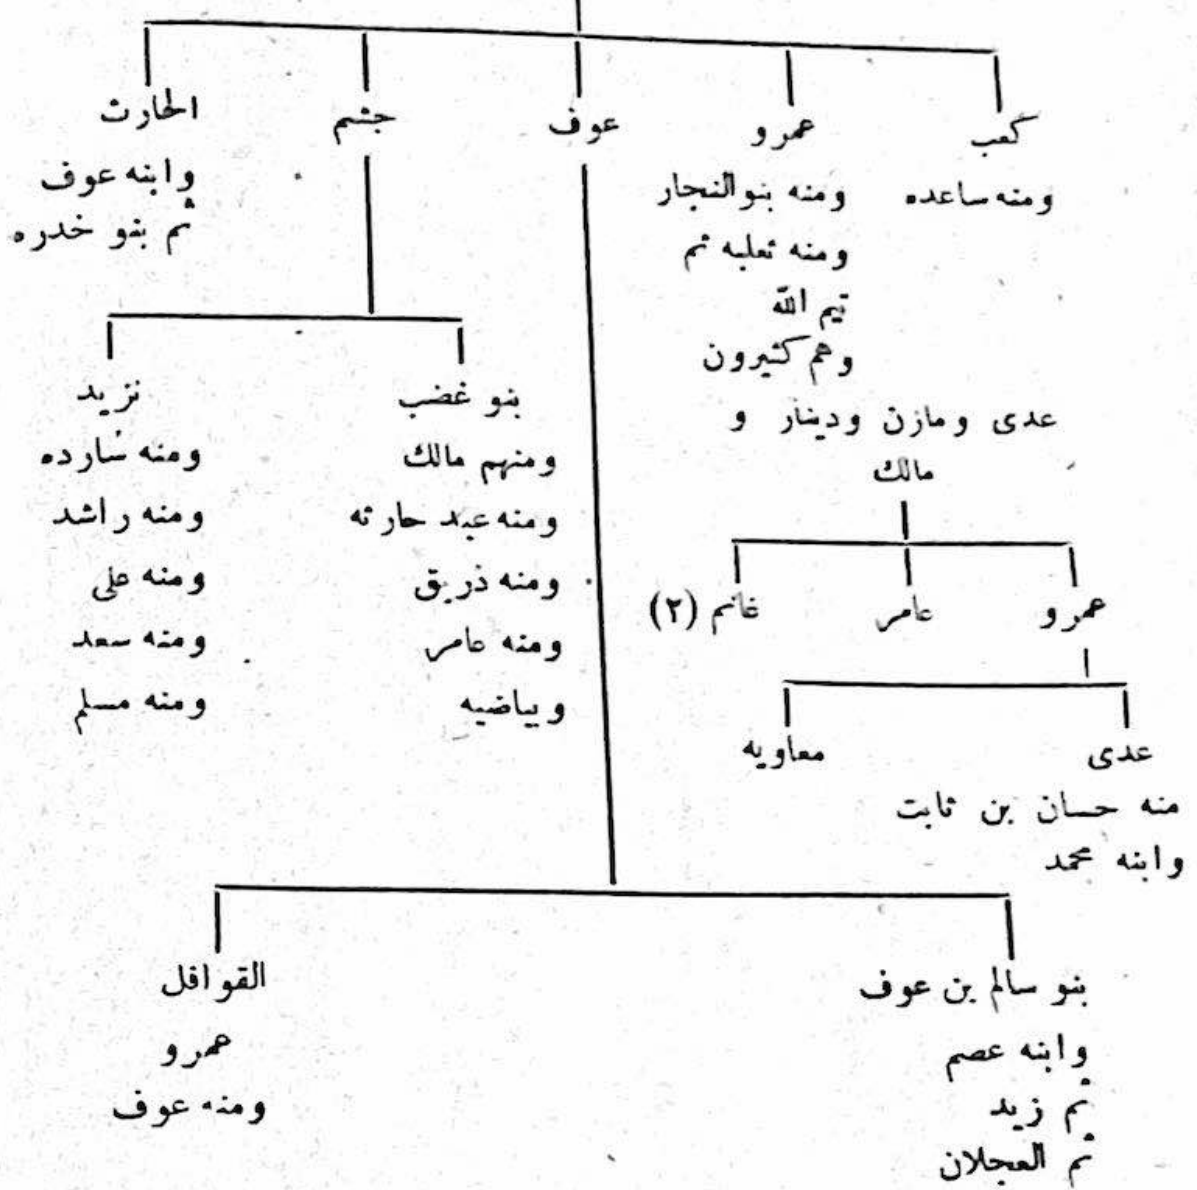 كعب
ومنه ساعده
عمرو
ومنه بنو النجار
ومنه ثعلبه ثم
تيم الله
وهم كثيرون
عدى ومازن ودينار و
مالك
عمرو
عامر
غانم (٢)
عدى
منه حسان بن ثابت
وابنه محمد
معاويه
عوف
بنو سالم بن عوف
وابنه عصم
ثم زيد
ثم العجلان
القوافل
عمرو
ومنه عوف
جشم
بنو غضب
ومنهم مالك
ومنه عبد حارثه
ومنه ذريق
ومنه عامر
وبياضيه
نزيد
ومنه سارده
ومنه راشد
ومنه على
ومنه سعد
ومنه مسلم
الحارث
وابنه عوف
ثم بنو خدره